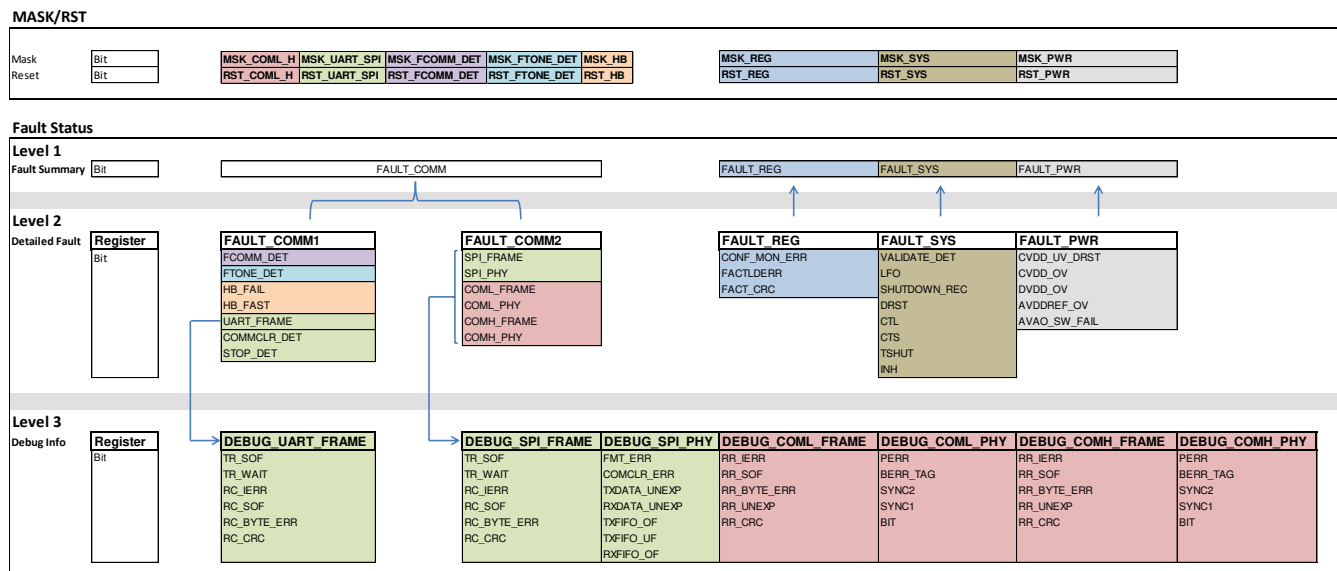 MASK/RST
Mask Bit MSK_COML_H MSK_UART_SPI MSK_FCOMM_DET MSK_FTONE_DET MSK_HB MSK_REG MSK_SYS MSK_PWR
Reset Bit RST_COML_H RST_UART_SPI RST_FCOMM_DET RST_FTONE_DET RST_HB RST_REG RST_SYS RST_PWR
Fault Status
Level 1
Fault Summary Bit FAULT_COMM FAULT_REG FAULT_SYS FAULT_PWR
Level 2
Detailed Fault Register FAULT_COMM1 FAULT_COMM2 FAULT_REG FAULT_SYS FAULT_PWR
Bit FCOMM_DET SPI_FRAME CONF_MON_ERR VALIDATE_DET CVDD_UV_DRST
FTONE_DET SPI_PHY FACTLDERR LFO CVDD_OV
HB_FAIL COML_FRAME FACT_CRC SHUTDOWN_REC DVDD_OV
HB_FAST COML_PHY DRST AVDDREF_OV
UART_FRAME COMH_FRAME CTL AVAO_SW_FAIL
COMMCLR_DET COMH_PHY CTS
STOP_DET TSHUT
INH
Level 3
Debug Info Register DEBUG_UART_FRAME DEBUG_SPI_FRAME DEBUG_SPI_PHY DEBUG_COML_FRAME DEBUG_COML_PHY DEBUG_COMH_FRAME DEBUG_COMH_PHY
Bit TR_SOF TR_SOF FMT_ERR RR_IERR PERR RR_IERR PERR
TR_WAIT TR_WAIT COMCLR_ERR RR_SOF BERR_TAG RR_SOF BERR_TAG
RC_IERR RC_IERR TXDATA_UNEXP RR_BYTE_ERR SYNC2 RR_BYTE_ERR SYNC2
RC_SOF RC_SOF RXDATA_UNEXP RR_UNEXP SYNC1 RR_UNEXP SYNC1
RC_BYTE_ERR RC_BYTE_ERR TXFIFO_OF RR_CRC BIT RR_CRC BIT
RC_CRC RC_CRC TXFIFO_UF
RXFIFO_OF